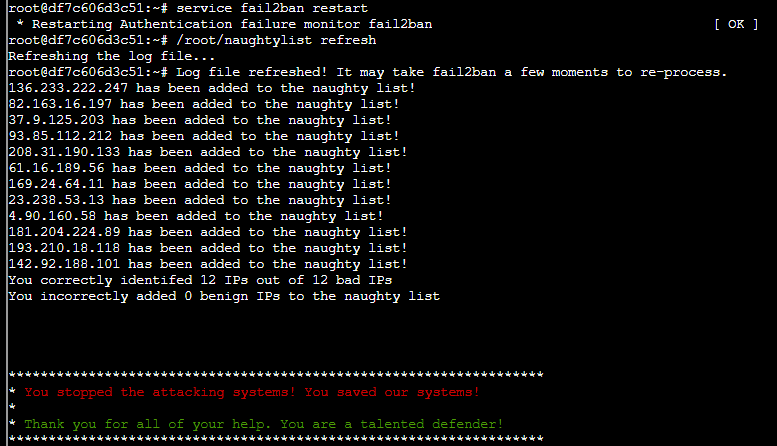 root@df7c606d3c51:~# service fail2ban restart
 * Restarting Authentication failure monitor fail2ban                                   [ OK ]
root@df7c606d3c51:~# /root/naughtylist refresh
Refreshing the log file...
root@df7c606d3c51:~# Log file refreshed! It may take fail2ban a few moments to re-process.
136.233.222.247 has been added to the naughty list!
82.163.16.197 has been added to the naughty list!
37.9.125.203 has been added to the naughty list!
93.85.112.212 has been added to the naughty list!
208.31.190.133 has been added to the naughty list!
61.16.189.56 has been added to the naughty list!
169.24.64.11 has been added to the naughty list!
23.238.53.13 has been added to the naughty list!
4.90.160.58 has been added to the naughty list!
181.204.224.89 has been added to the naughty list!
193.210.18.118 has been added to the naughty list!
142.92.188.101 has been added to the naughty list!
You correctly identifed 12 IPs out of 12 bad IPs
You incorrectly added 0 benign IPs to the naughty list
*******************************************************************
* You stopped the attacking systems! You saved our systems!
*
* Thank you for all of your help. You are a talented defender!
*******************************************************************